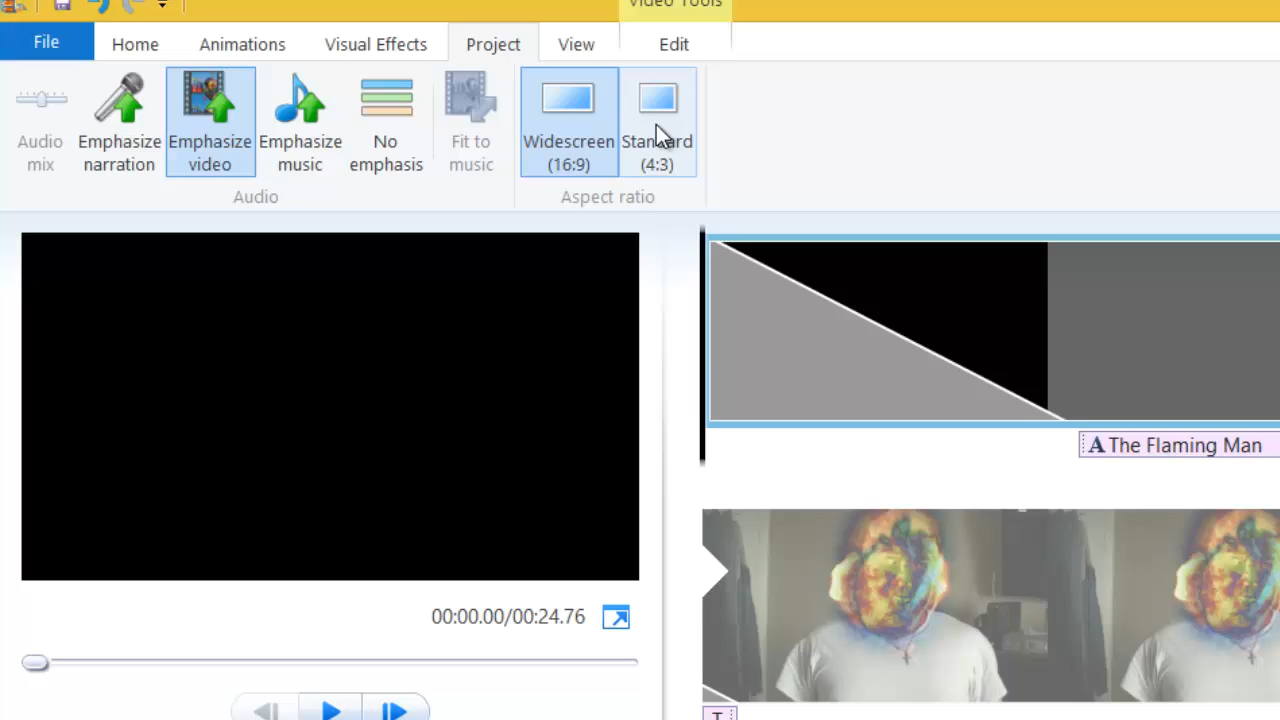 Video Tools
File Home Animations Visual Effects Project View Edit
Audio mix
Emphasize narration
Emphasize video
Emphasize music
No emphasis
Fit to music
Widescreen (16:9)
Standard (4:3)
Audio
Aspect ratio
A The Flaming Man
00:00.00/00:24.76